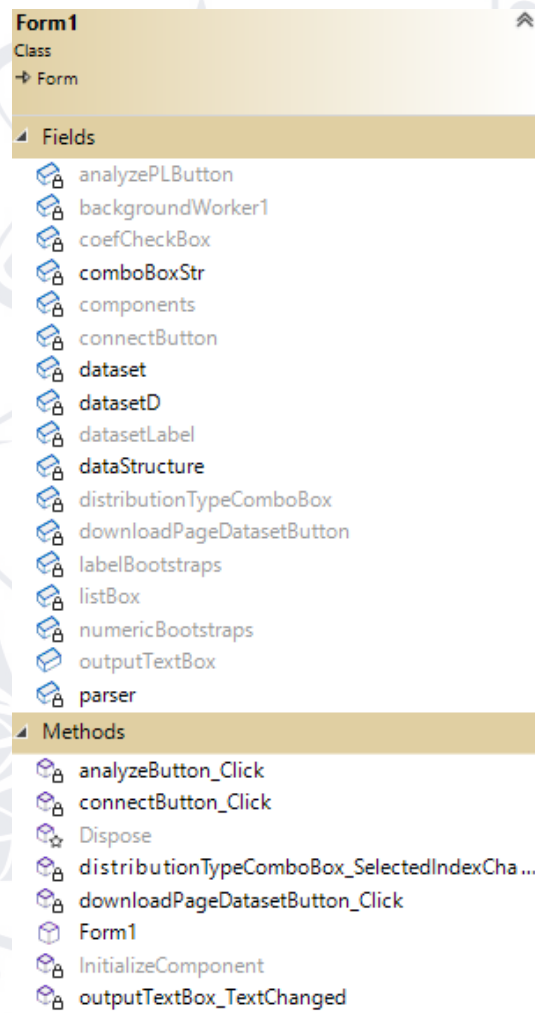 Form1
Class
Form
Fields
analyzePLButton
backgroundWorker1
coefCheckBox
comboBoxStr
components
connectButton
dataset
datasetD
datasetLabel
dataStructure
distributionTypeComboBox
downloadPageDatasetButton
labelBootstraps
listBox
numericBootstraps
outputTextBox
parser
Methods
analyzeButton_Click
connectButton_Click
Dispose
distributionTypeComboBox_SelectedIndexCha...
downloadPageDatasetButton_Click
Form1
InitializeComponent
outputTextBox_TextChanged